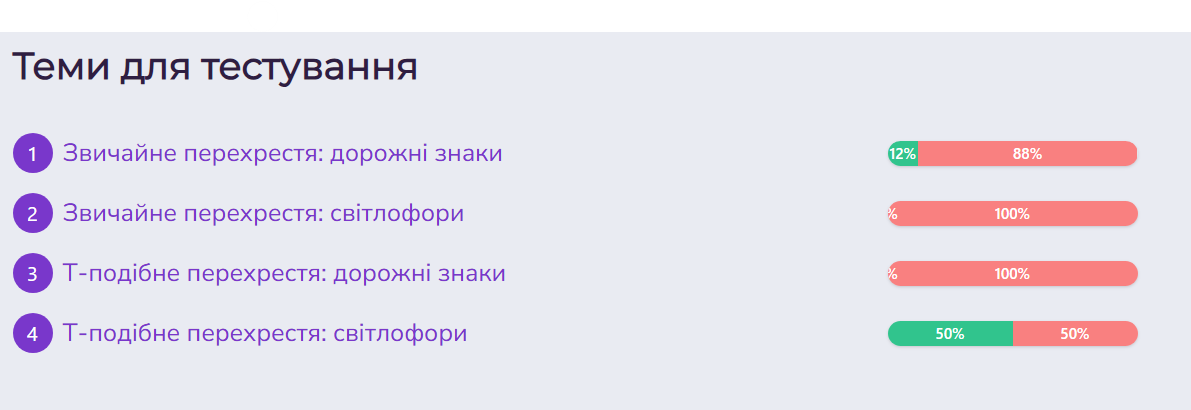 Теми для тестування
1 Звичайне перехрестя: дорожні знаки 12% 88%
2 Звичайне перехрестя: світлофори % 100%
3 Т-подібне перехрестя: дорожні знаки % 100%
4 Т-подібне перехрестя: світлофори 50% 50%